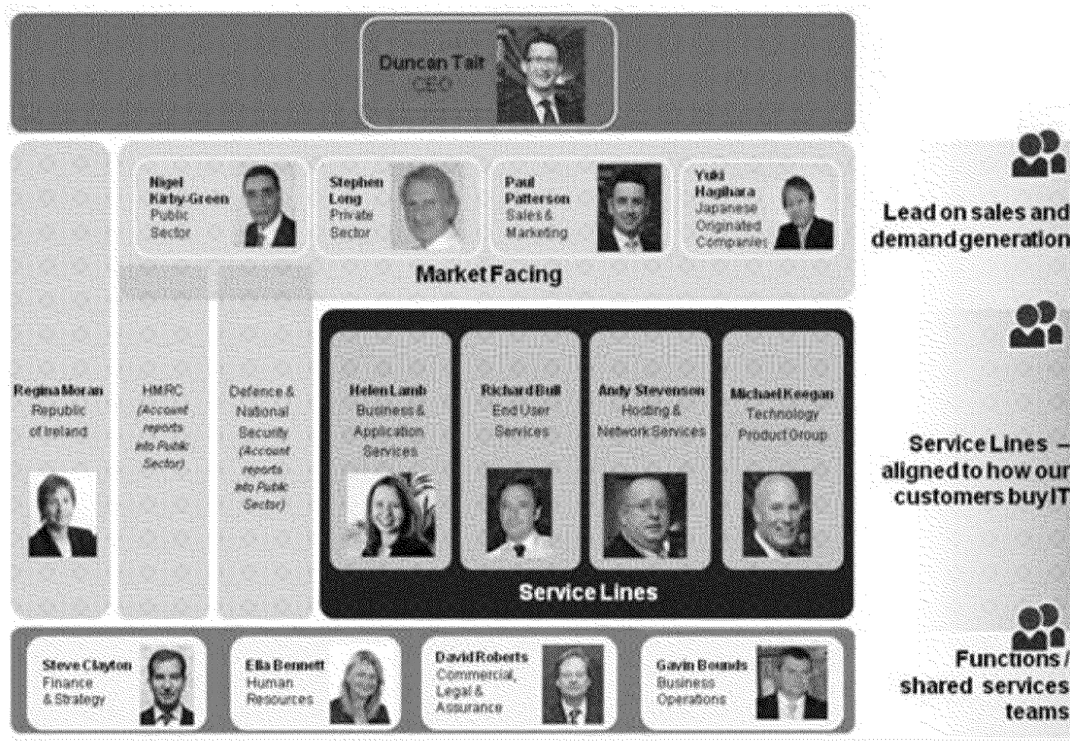 Duncan Tait
CEO
Nigel
Kirby-Green
Public
Sector
Stephen
Long
Private
Sector
Paul
Patterson
Sales &
Marketing
Yuki
Hagihara
Japanese
Originated
Companies
Market Facing
Lead on sales and
demand generation
Regina Moran
Republic
of Ireland
HMRC
(Account
reports
into Public
Sector)
Defence &
National
Security
(Account
reports
into Public
Sector)
Helen Lamb
Business &
Application
Services
Richard Bull
End User
Services
Andy Stevenson
Hosting &
Network Services
Michael Keegan
Technology
Product Group
Service Lines
Service Lines –
aligned to how our
customers buy IT
Steve Clayton
Finance
& Strategy
Ella Bennett
Human
Resources
David Roberts
Commercial,
Legal &
Assurance
Gavin Bounds
Business
Operations
Functions /
shared services
teams